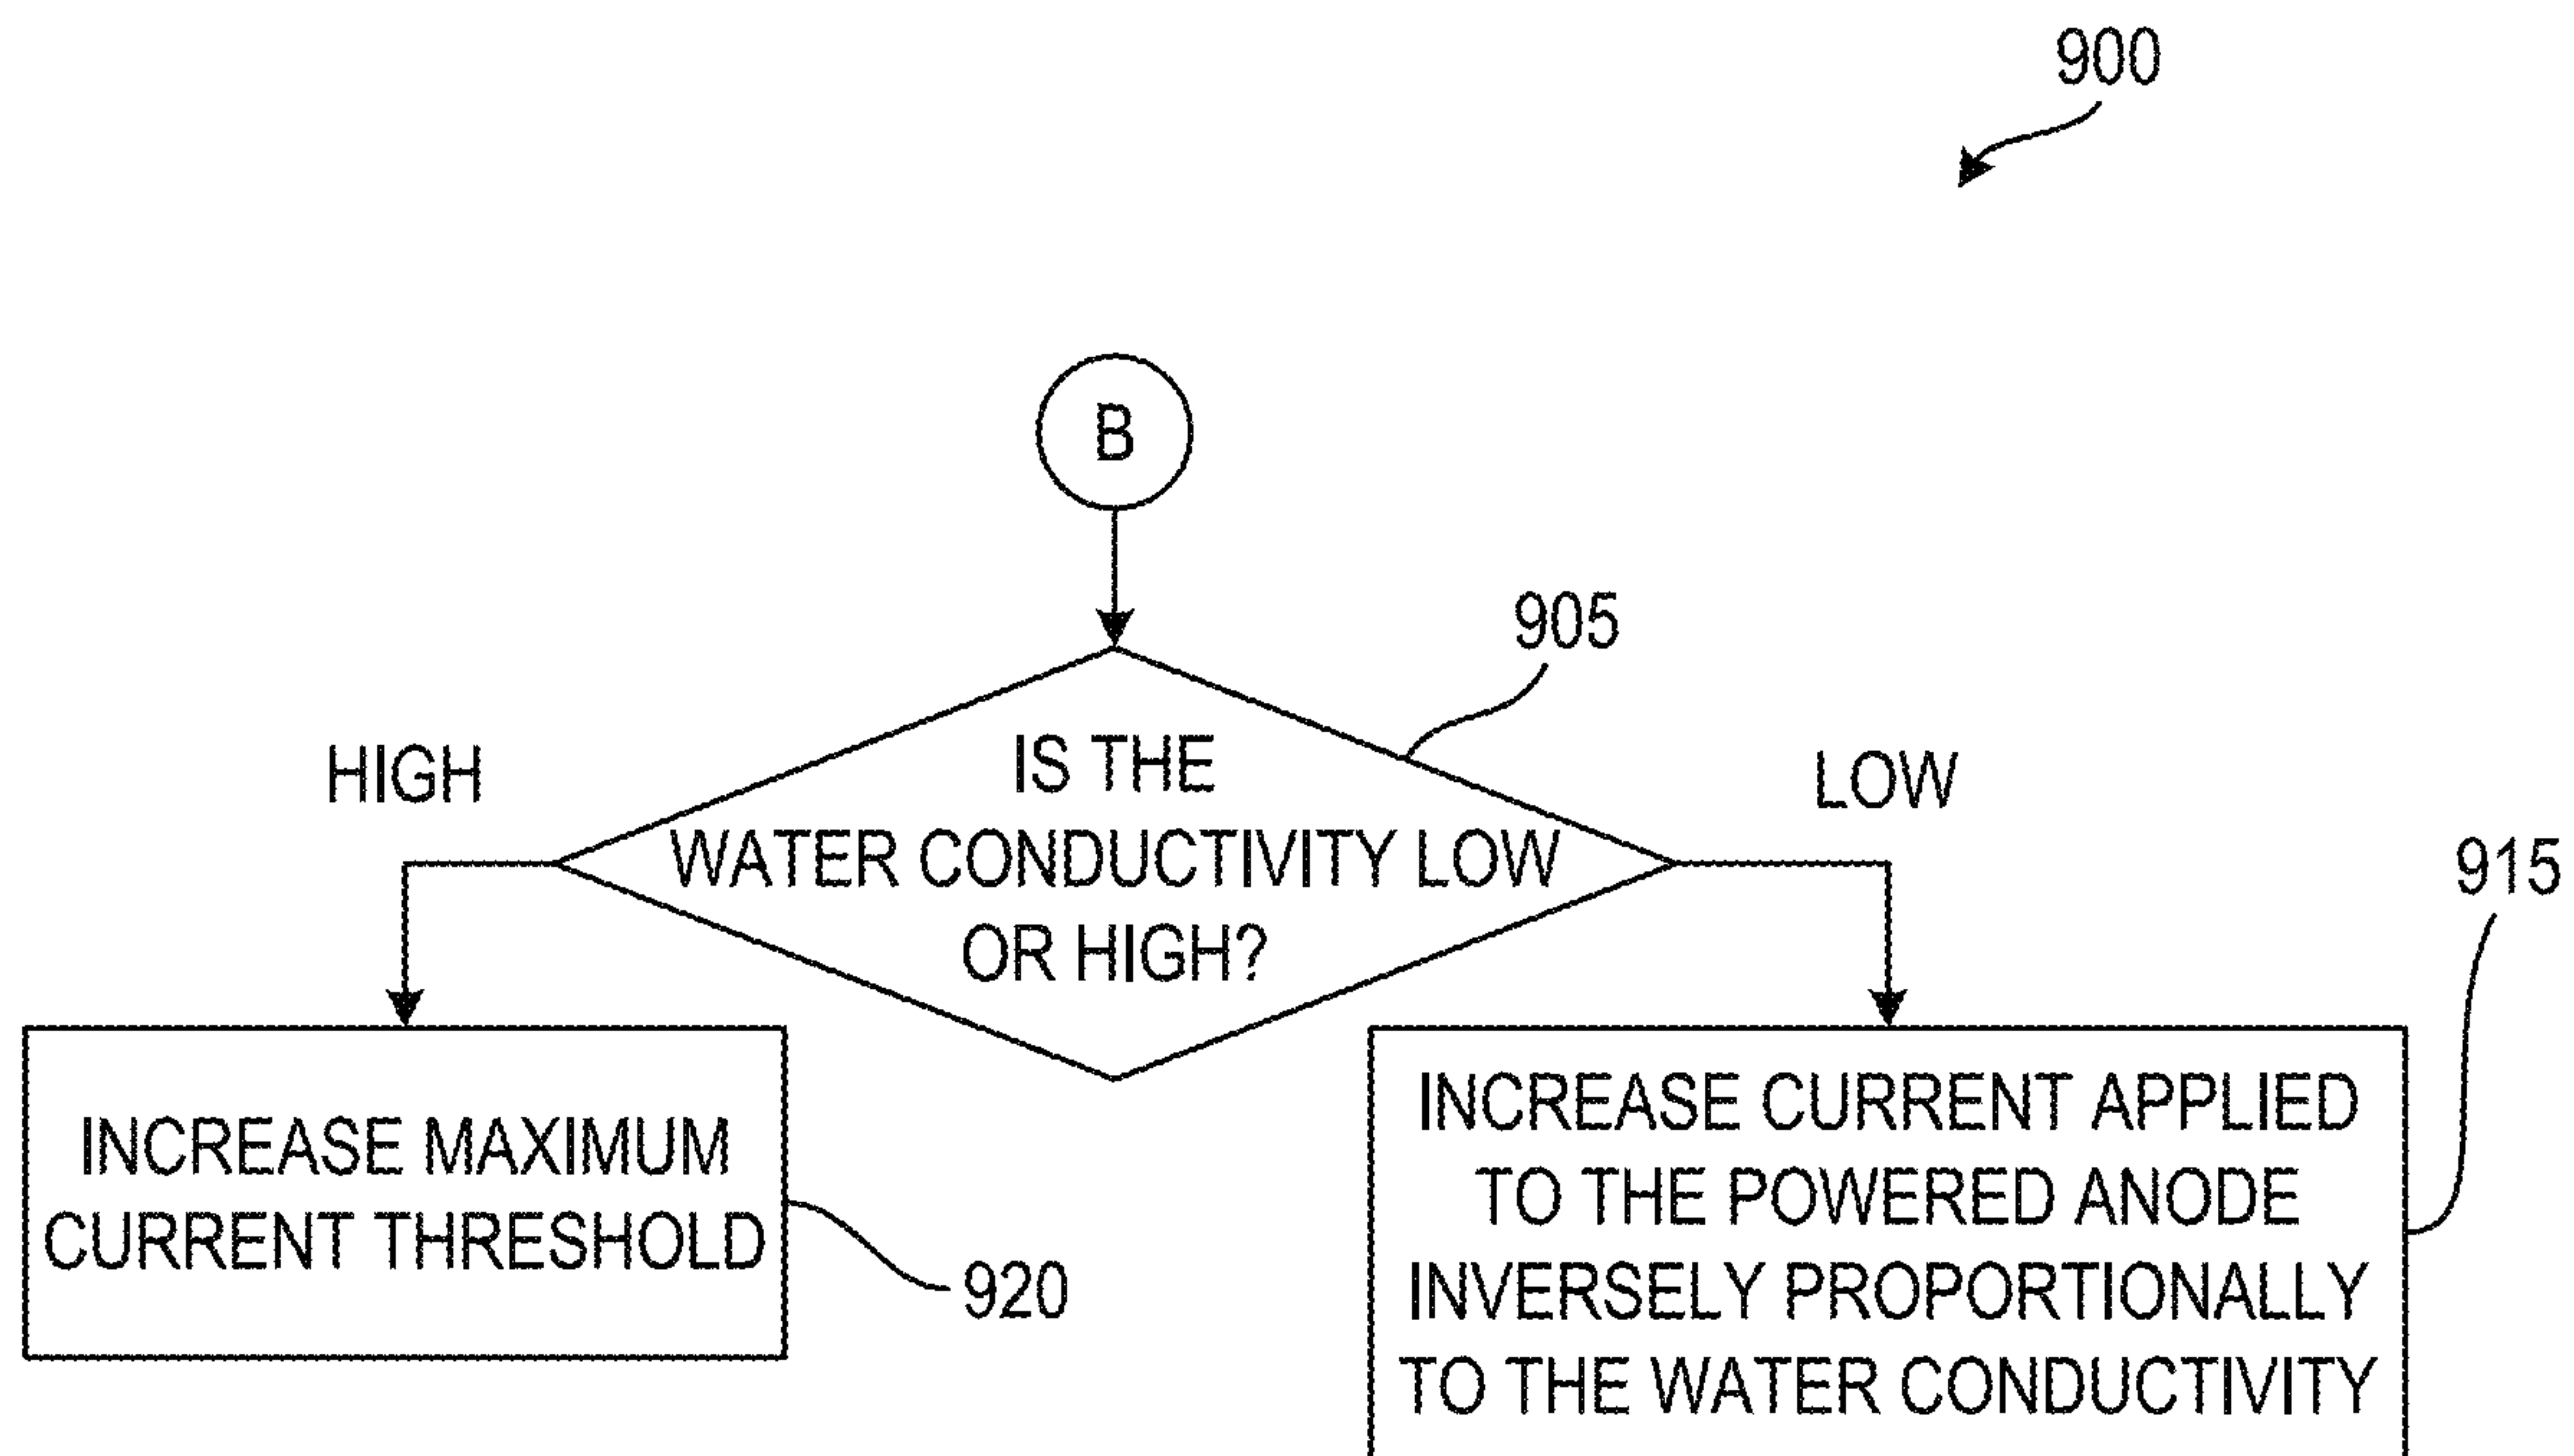 900
B
905
IS THE
WATER CONDUCTIVITY LOW
OR HIGH?
HIGH
LOW
915
INCREASE MAXIMUM
CURRENT THRESHOLD
920
INCREASE CURRENT APPLIED
TO THE POWERED ANODE
INVERSELY PROPORTIONALLY
TO THE WATER CONDUCTIVITY